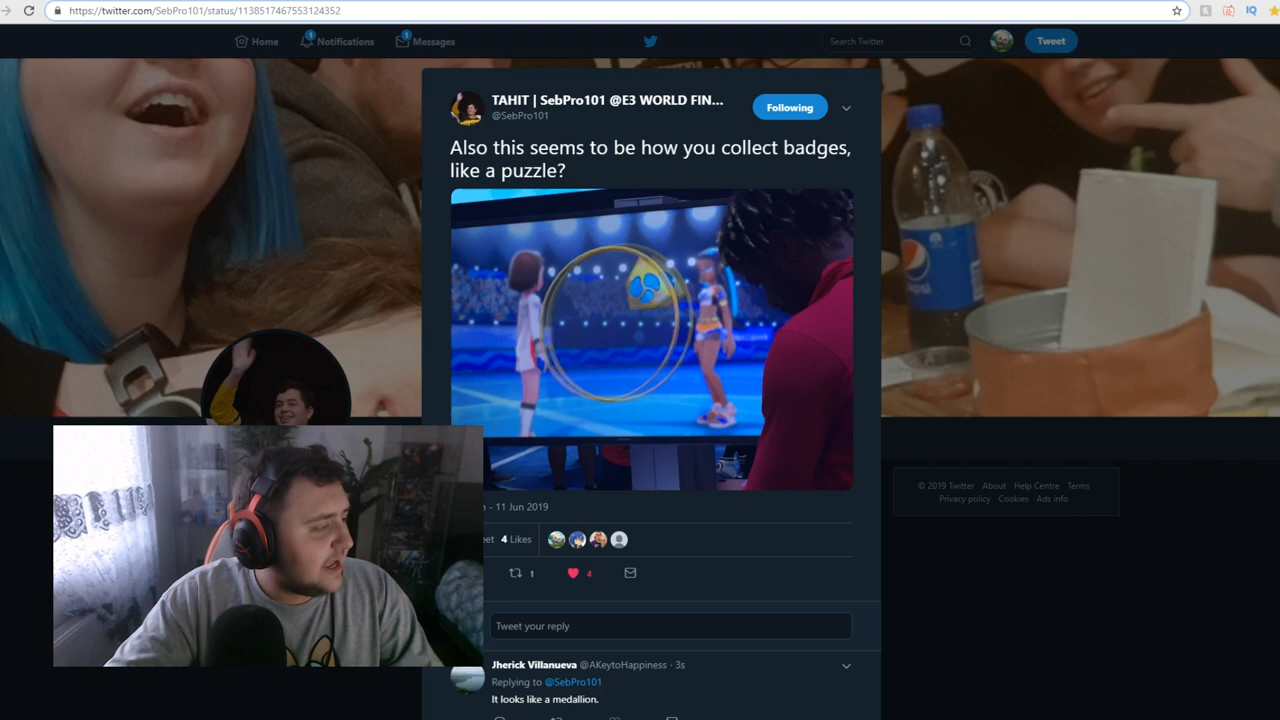 https://twitter.com/SebPro101/status/1138517467553124352
IQ
Home
1
Notifications
1
Messages
Search Twitter
Tweet
TAHIT | SebPro101 @E3 WORLD FIN...
@SebPro101
Following
Also this seems to be how you collect badges,
like a puzzle?
pepsi
- 11 Jun 2019
4 Likes
1
4
Tweet your reply
Jherick Villanueva @AKeytoHappiness · 3s
Replying to @SebPro101
It looks like a medallion.
© 2019 Twitter About Help Centre Terms
Privacy policy Cookies Ads info